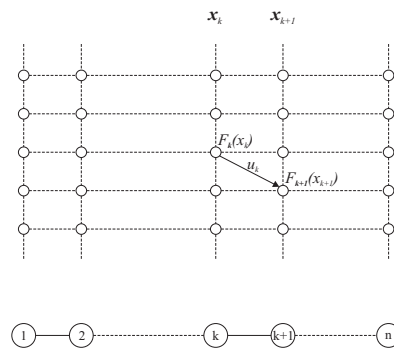 x_k x_{k+1}
F_k(x_k)
u_k
F_{k+1}(x_{k+1})
1 2 k k+1 n